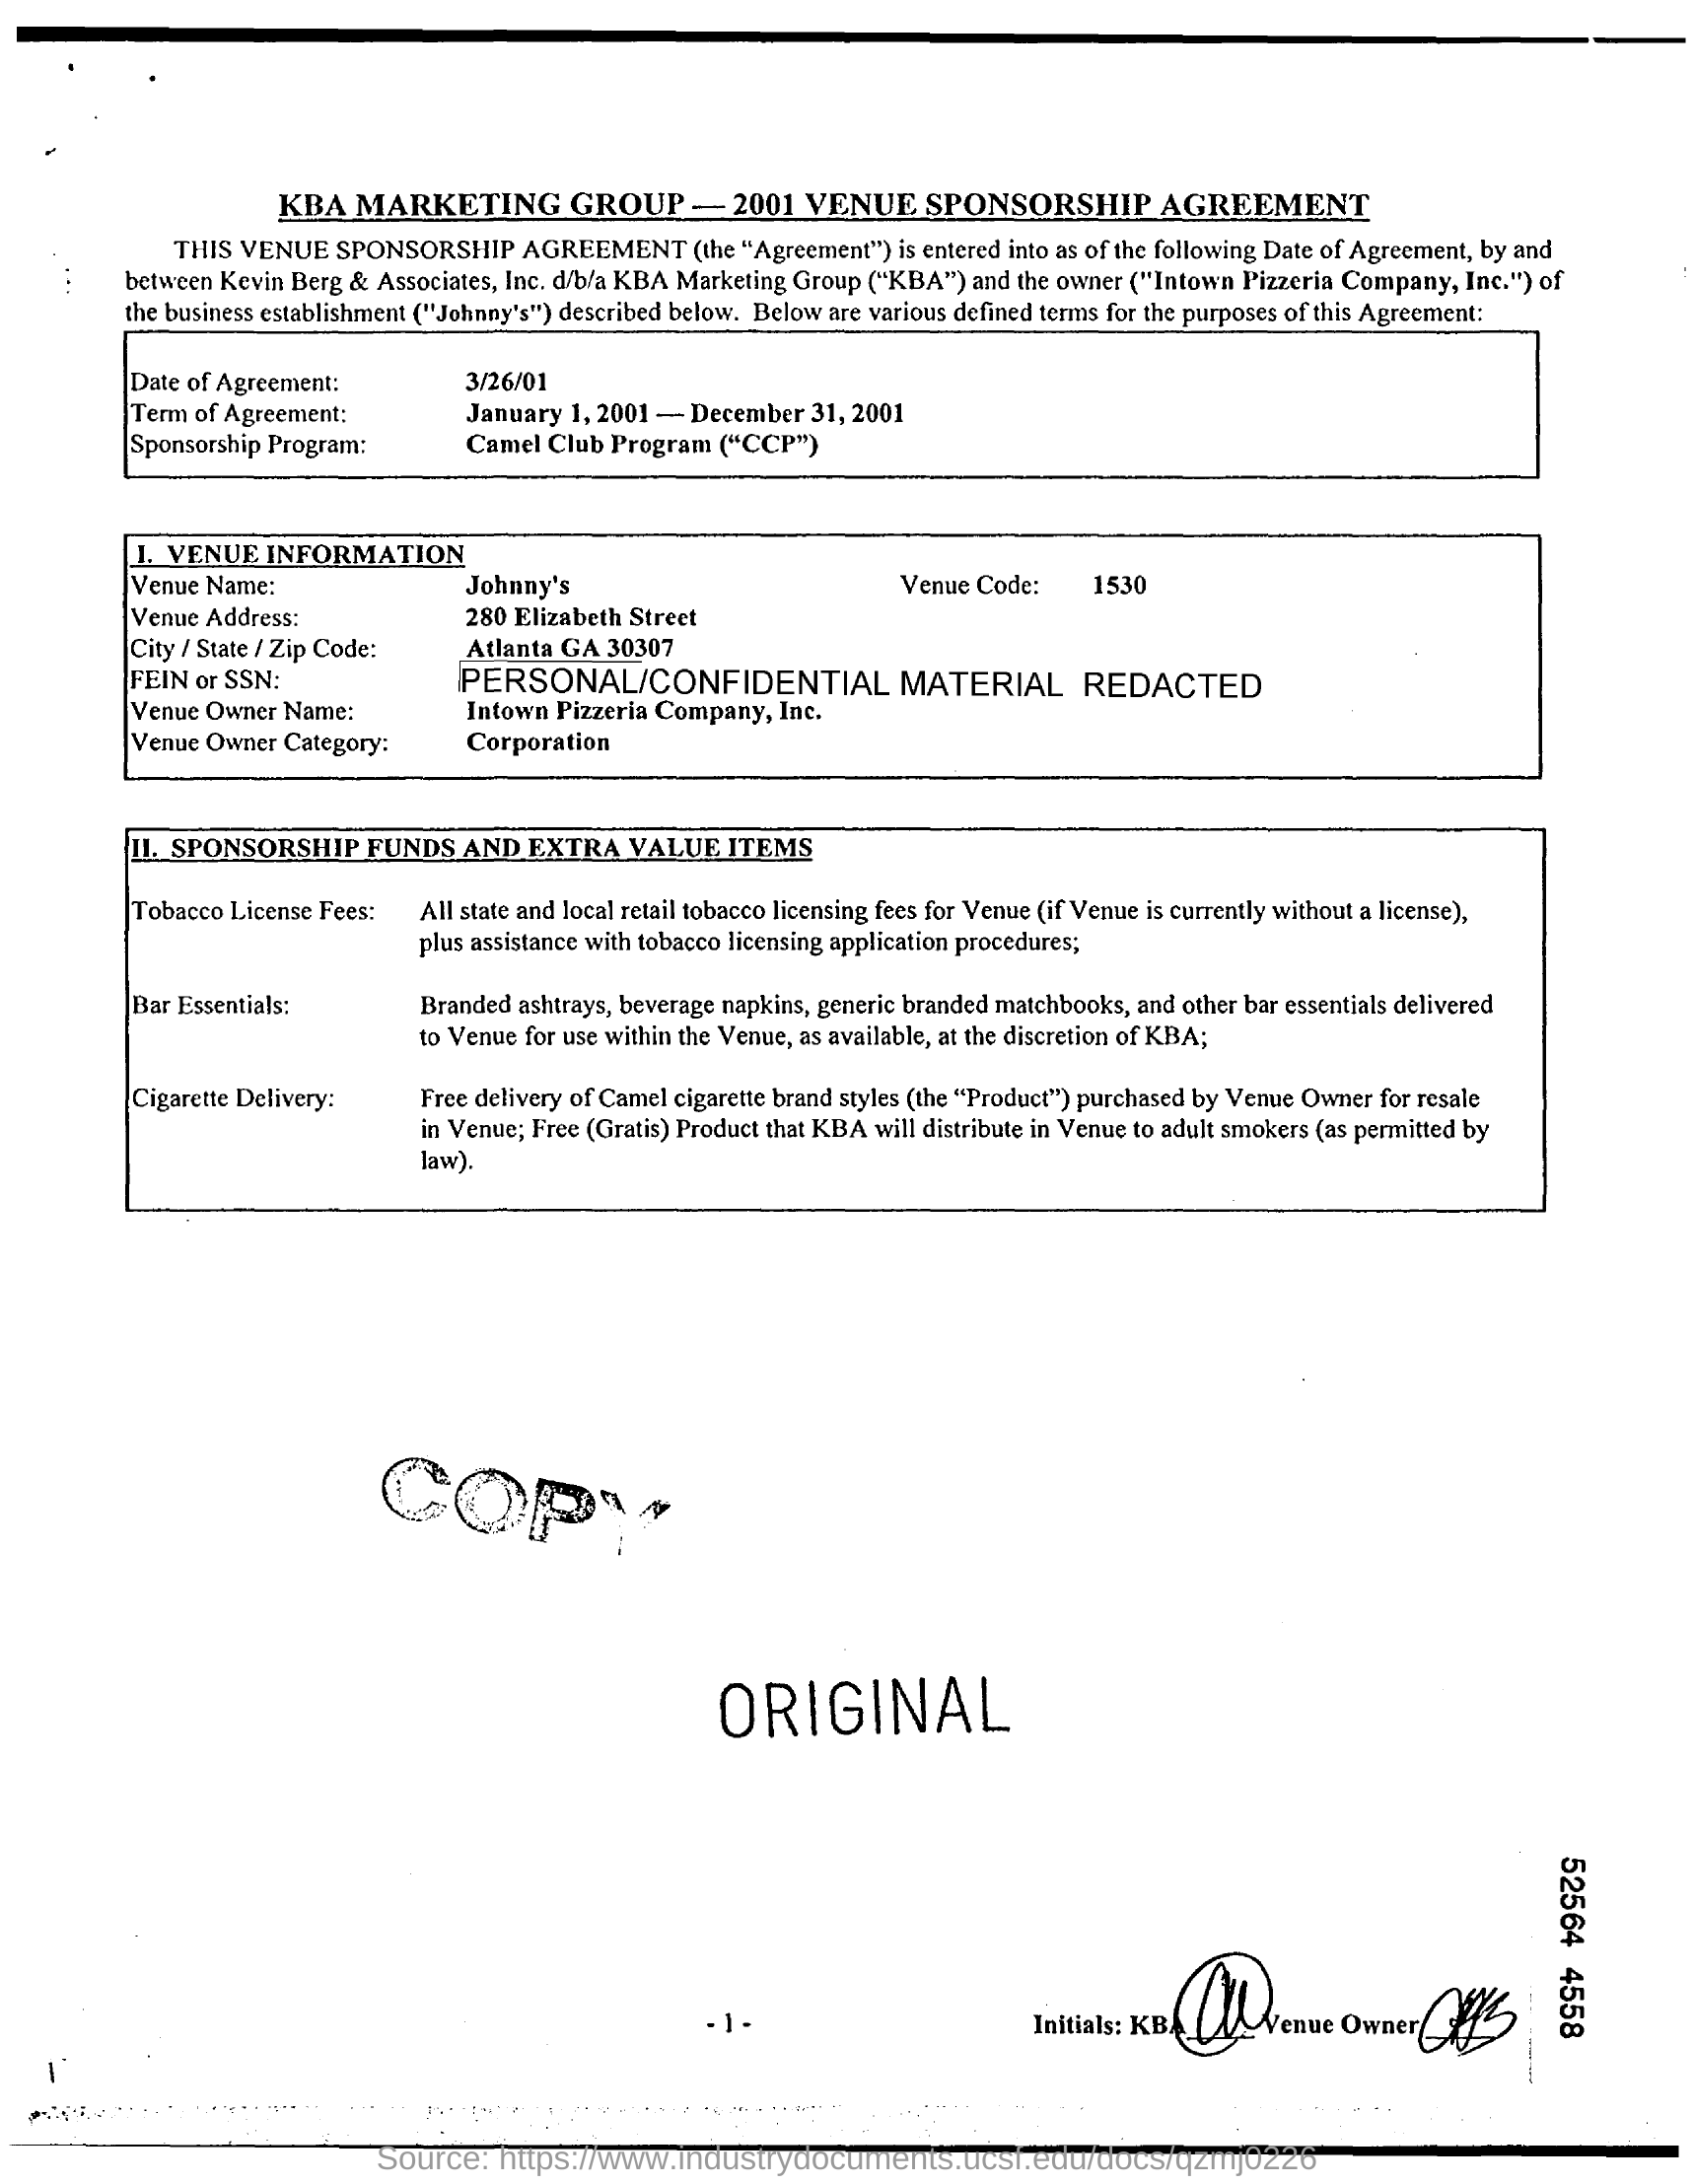 KBA MARKETING GROUP — 2001 VENUE SPONSORSHIP AGREEMENT
THIS VENUE SPONSORSHIP AGREEMENT (the “Agreement”) is entered into as of the following Date of Agreement, by and
between Kevin Berg & Associates, Inc. d/b/a KBA Marketing Group (“KBA”) and the owner ("Intown Pizzeria Company, Inc.") of
the business establishment ("Johnny's") described below. Below are various defined terms for the purposes of this Agreement:
Date of Agreement: 3/26/01
Term of Agreement: January 1, 2001 — December 31, 2001
Sponsorship Program: Camel Club Program (“CCP”)
I. VENUE INFORMATION
Venue Name: Johnny's Venue Code: 1530
Venue Address: 280 Elizabeth Street
City / State / Zip Code: Atlanta GA 30307
FEIN or SSN: PERSONAL/CONFIDENTIAL MATERIAL REDACTED
Venue Owner Name: Intown Pizzeria Company, Inc.
Venue Owner Category: Corporation
II. SPONSORSHIP FUNDS AND EXTRA VALUE ITEMS
Tobacco License Fees: All state and local retail tobacco licensing fees for Venue (if Venue is currently without a license),
plus assistance with tobacco licensing application procedures;
Bar Essentials: Branded ashtrays, beverage napkins, generic branded matchbooks, and other bar essentials delivered
to Venue for use within the Venue, as available, at the discretion of KBA;
Cigarette Delivery: Free delivery of Camel cigarette brand styles (the “Product”) purchased by Venue Owner for resale
in Venue; Free (Gratis) Product that KBA will distribute in Venue to adult smokers (as permitted by
law).
COPY
ORIGINAL
52564 4558
- 1 - Initials: KBA Venue Owner
Source: https://www.industrydocuments.ucsf.edu/docs/qzmj0226